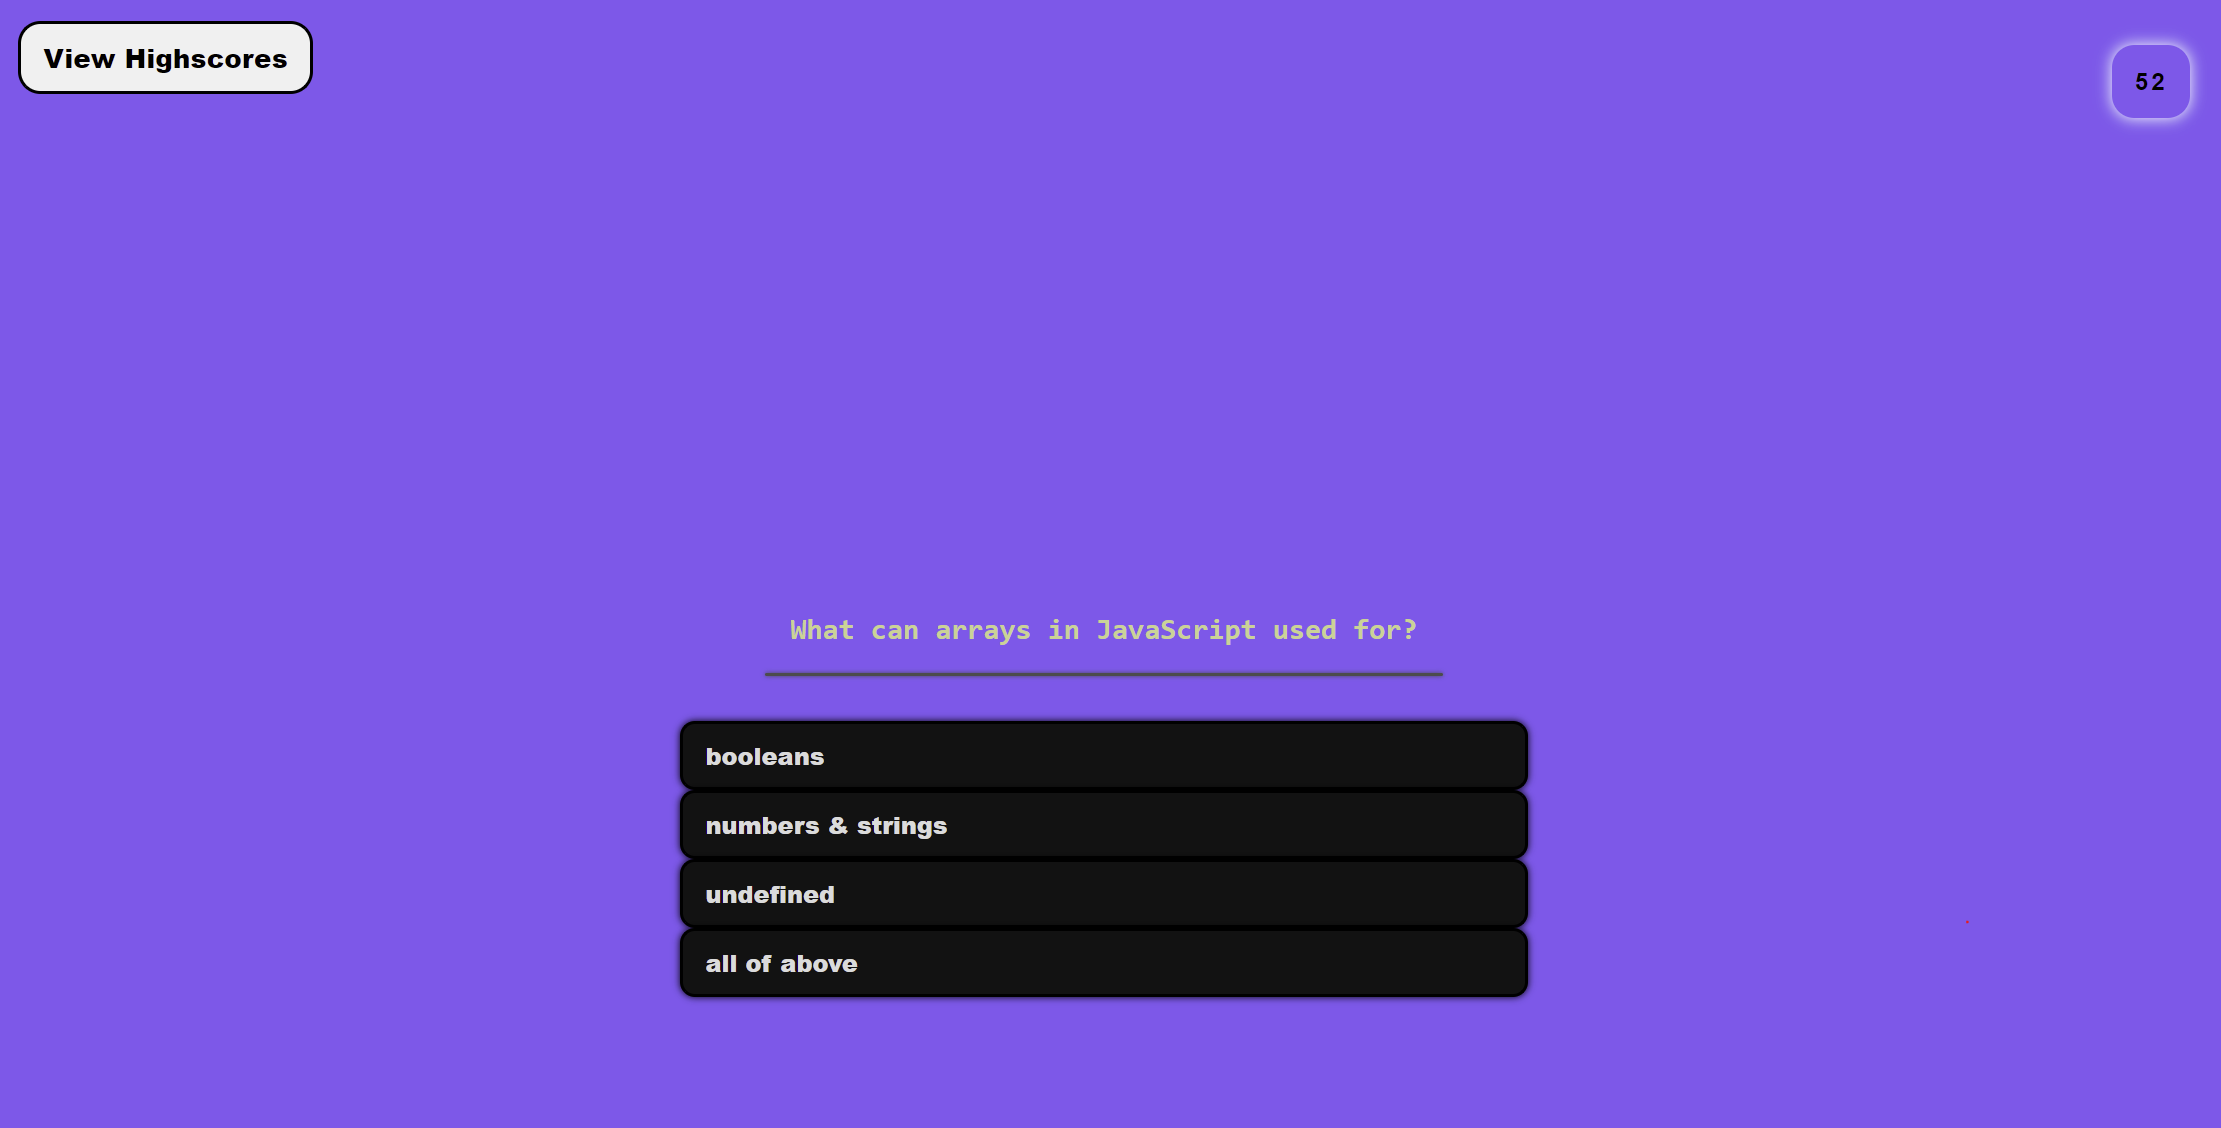 View Highscores
52
What can arrays in JavaScript used for?
booleans
numbers & strings
undefined
all of above